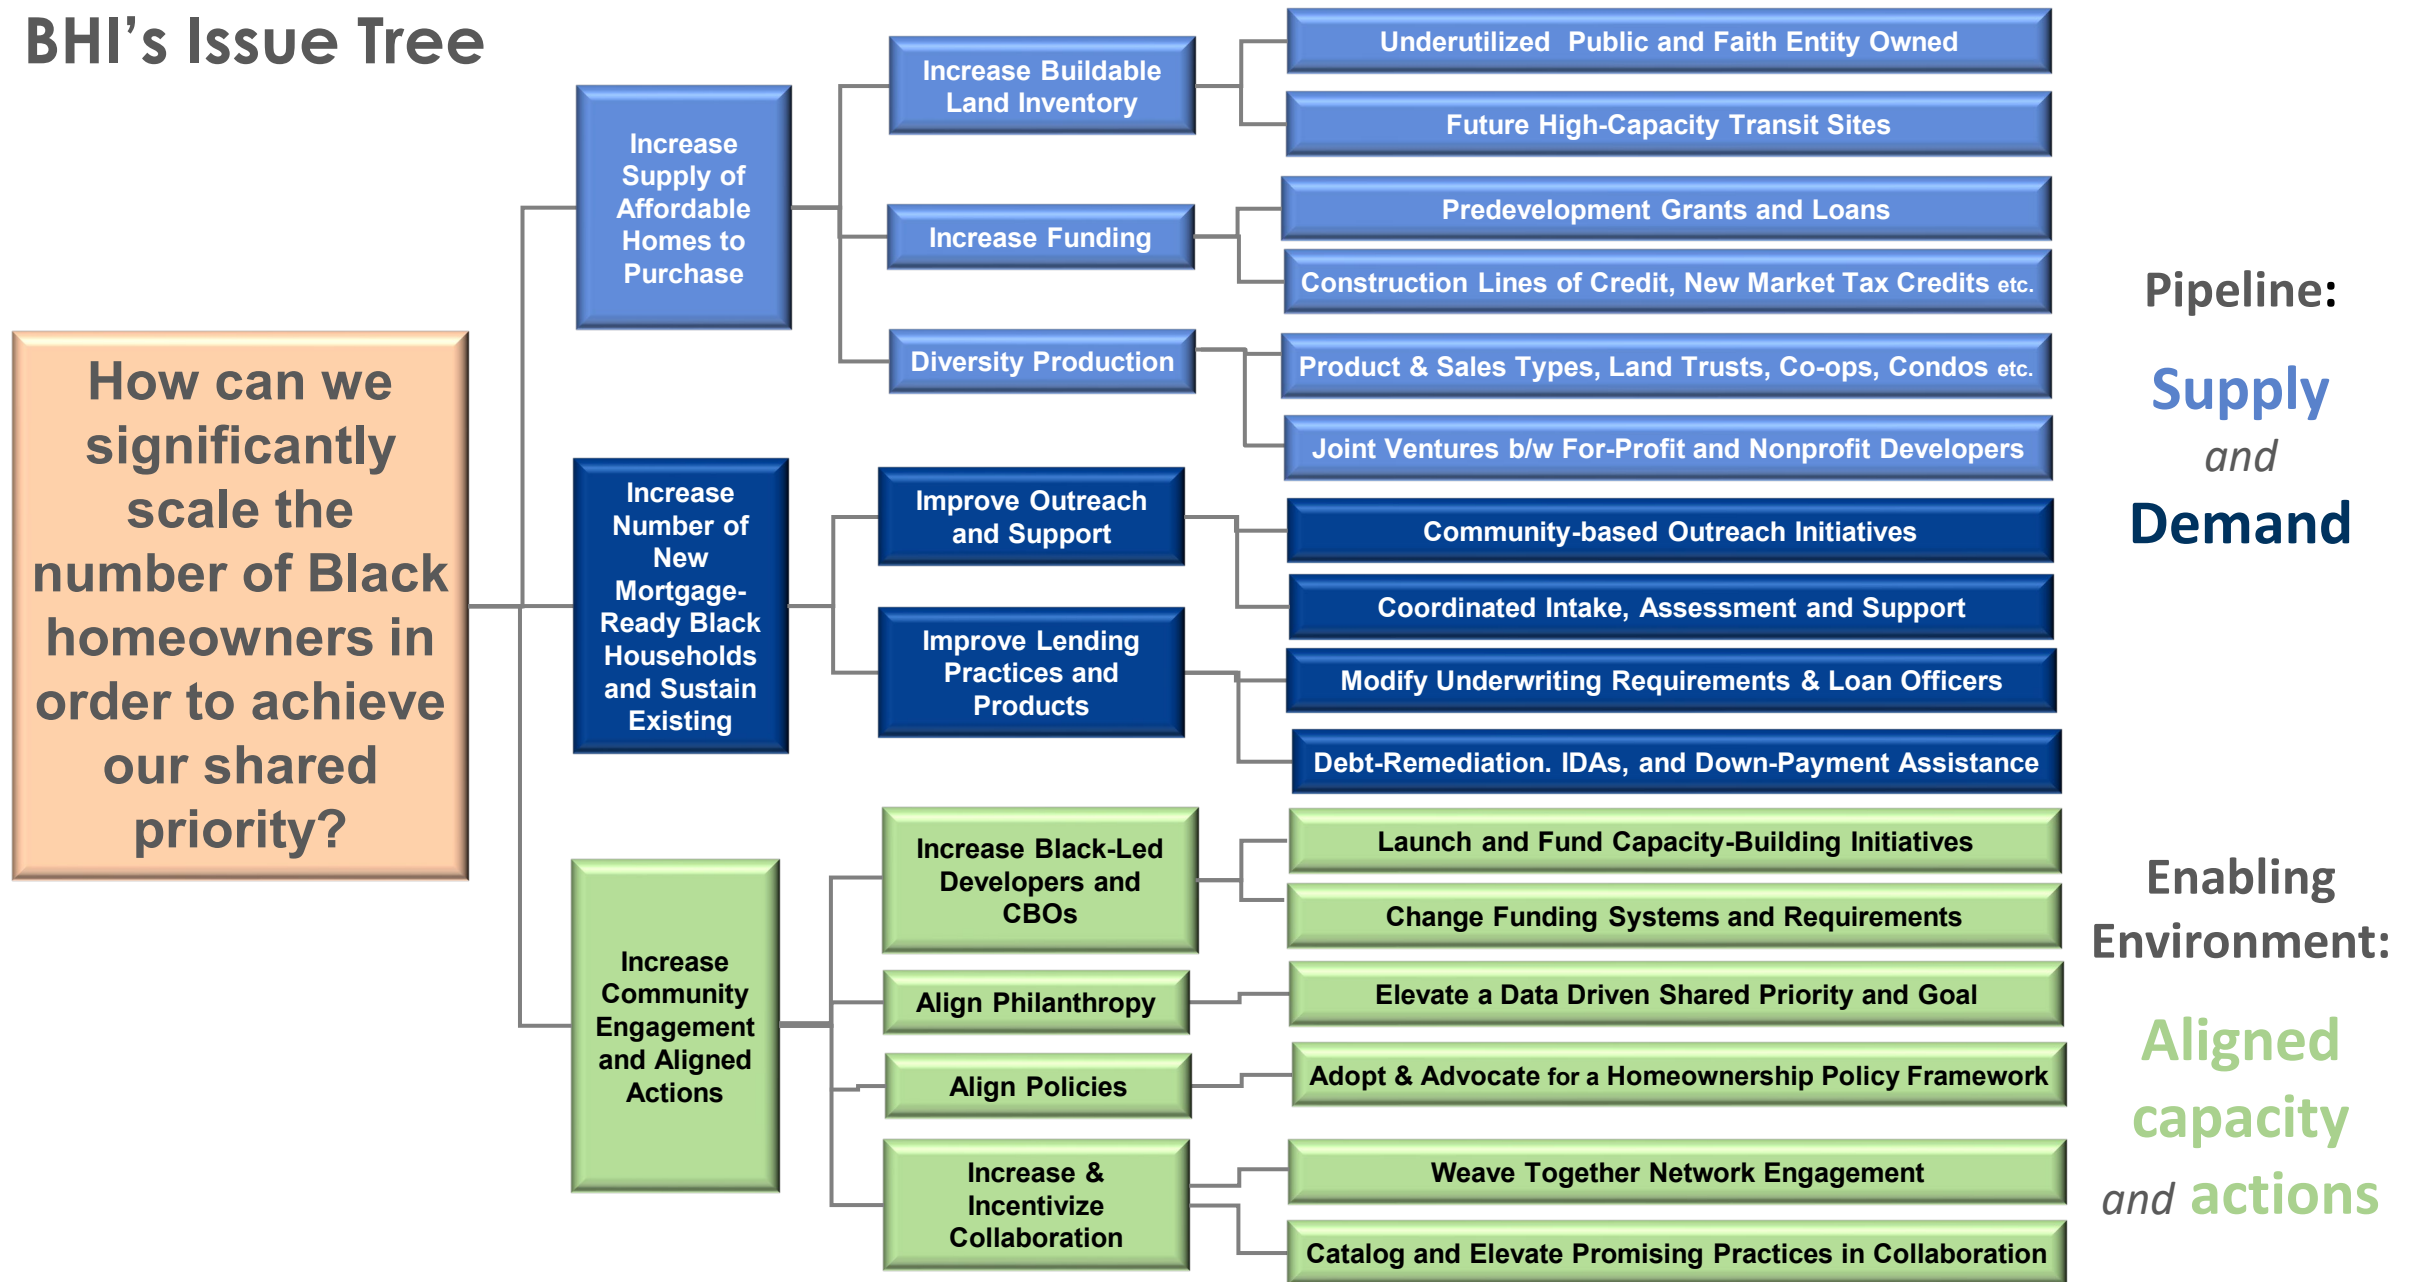 BHI's Issue Tree
How can we
significantly
scale the
number of Black
homeowners in
order to achieve
our shared
priority?
Increase
Supply of
Affordable
Homes to
Purchase
Increase Buildable
Land Inventory
Underutilized Public and Faith Entity Owned
Future High-Capacity Transit Sites
Increase Funding
Predevelopment Grants and Loans
Construction Lines of Credit, New Market Tax Credits etc.
Diversity Production
Product & Sales Types, Land Trusts, Co-ops, Condos etc.
Joint Ventures b/w For-Profit and Nonprofit Developers
Increase
Number of
New
Mortgage-
Ready Black
Households
and Sustain
Existing
Improve Outreach
and Support
Community-based Outreach Initiatives
Coordinated Intake, Assessment and Support
Improve Lending
Practices and
Products
Modify Underwriting Requirements & Loan Officers
Debt-Remediation. IDAs, and Down-Payment Assistance
Increase
Community
Engagement
and Aligned
Actions
Increase Black-Led
Developers and
CBOs
Launch and Fund Capacity-Building Initiatives
Change Funding Systems and Requirements
Align Philanthropy
Elevate a Data Driven Shared Priority and Goal
Align Policies
Adopt & Advocate for a Homeownership Policy Framework
Increase &
Incentivize
Collaboration
Weave Together Network Engagement
Catalog and Elevate Promising Practices in Collaboration
Pipeline:
Supply
and
Demand
Enabling
Environment:
Aligned
capacity
and actions